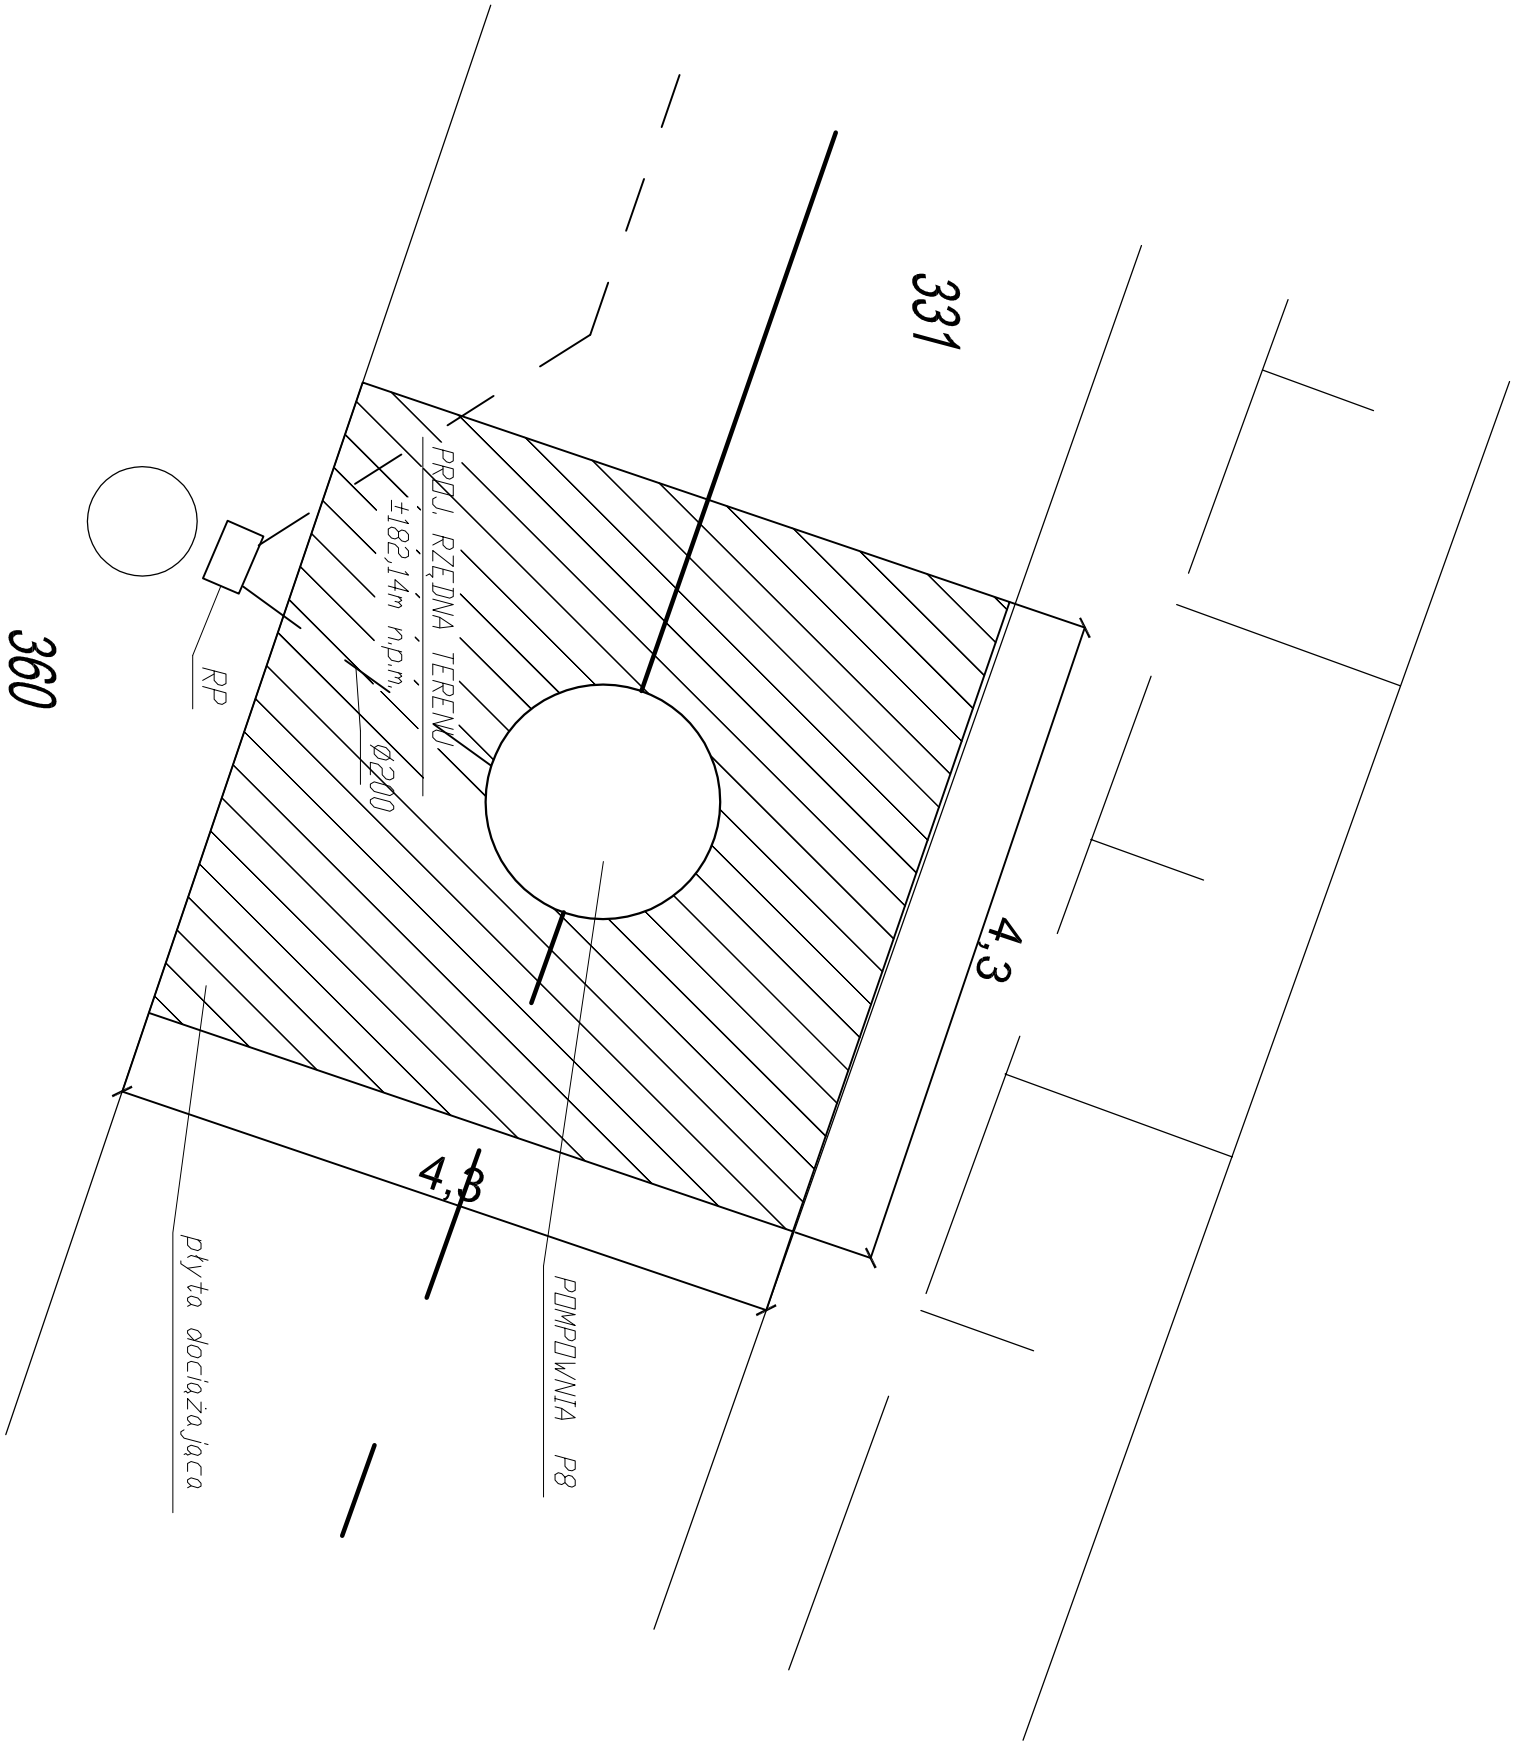 331
PROJ. RZĘDNA TERENU
±182,14m n.p.m.
RP
360
Ø200
4,3
4,3
POMPOWNIA P8
płyta dociążająca